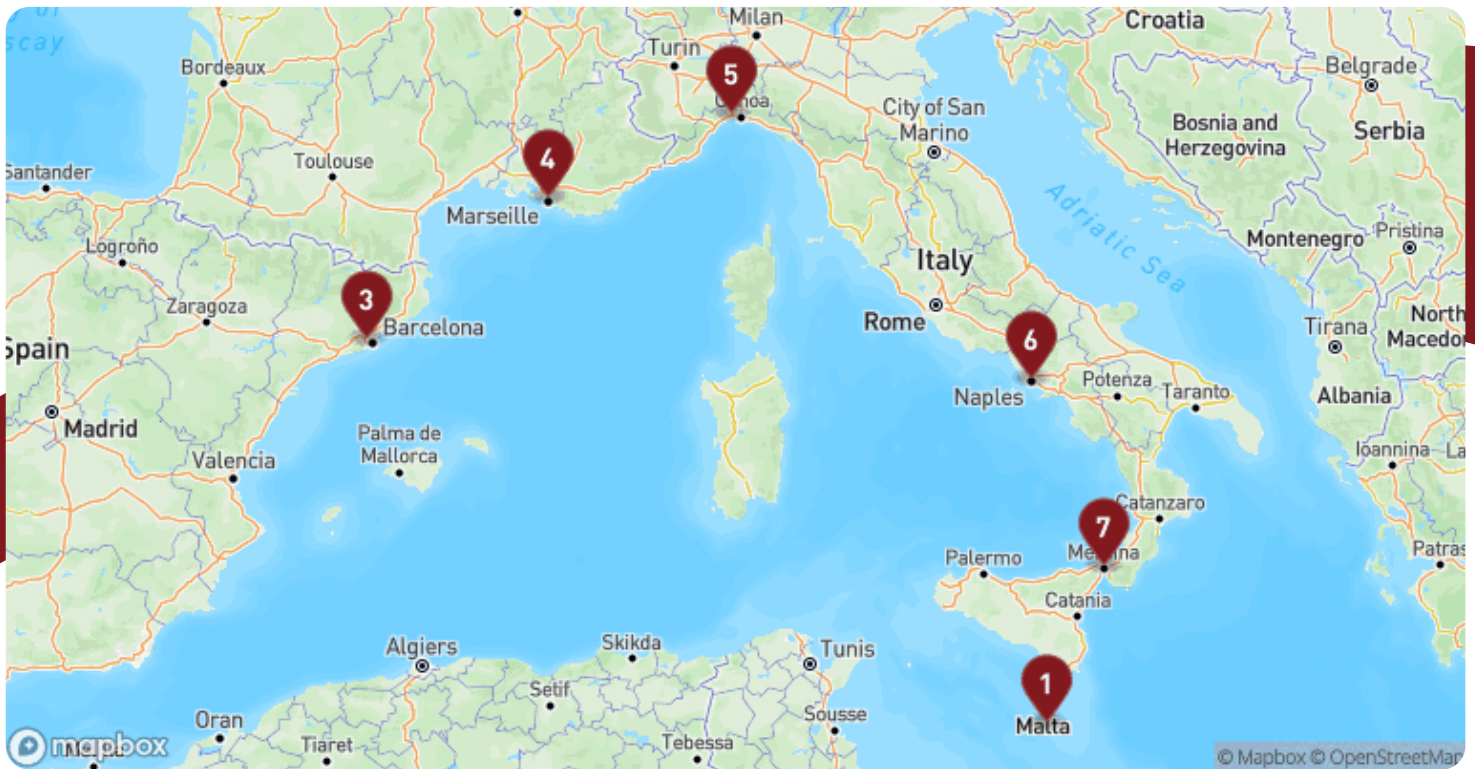 Milan
Croatia
Turin
Bordeaux
5
Belgrade
City of San
Marino
Bosnia and
Herzegovina
Serbia
4
Toulouse
Santander
Marseille
Adriatic Sea
Logroño
Montenegro
Pristina
Italy
3
Zaragoza
Barcelona
Rome
North
Tirana
6
Spain
Naples
Potenza
Taranto
Albania
Madrid
Palma de
Mallorca
Valencia
Ioannina
Catanzaro
7
Palermo
Patras
Catania
Algiers
Skikda
Tunis
Setif
1
Oran
Sousse
Malta
Tiaret
Tebessa
mapbox
© Mapbox © OpenStreetMap